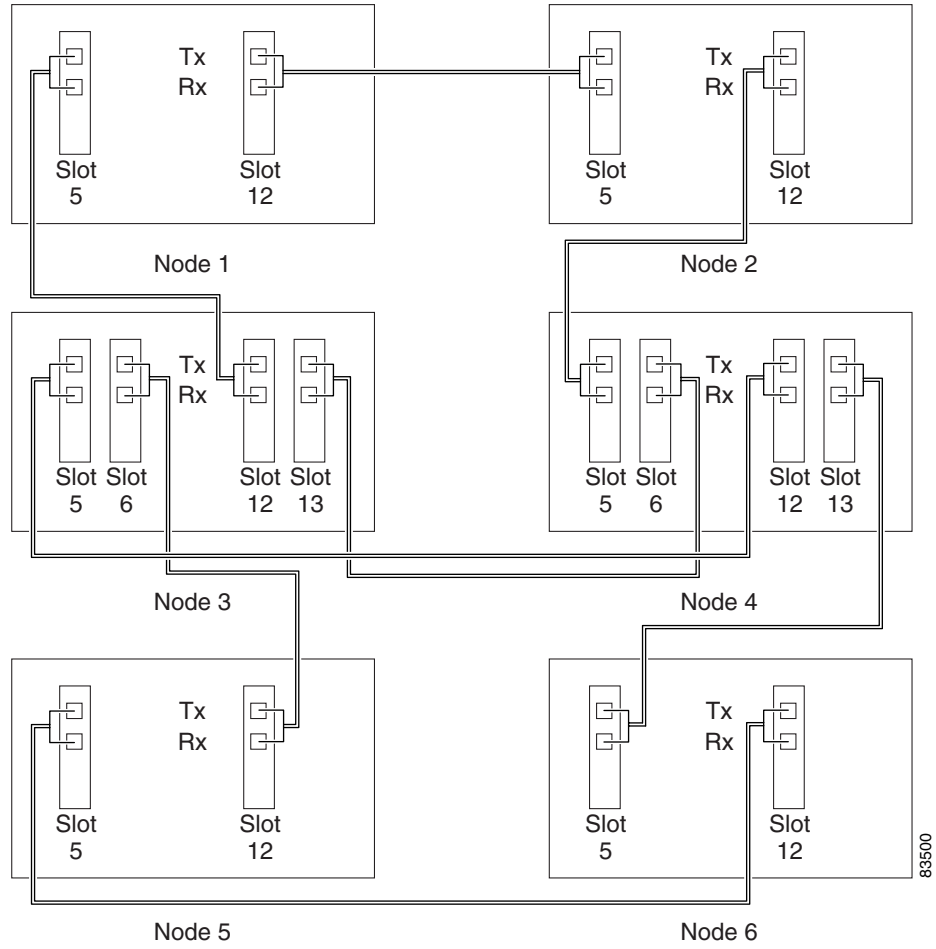 Tx
Rx
Slot
5
Slot
12
Tx
Rx
Slot
5
Slot
12
Node 1
Node 2
Tx
Rx
Slot
5
Slot
6
Slot
12
Slot
13
Tx
Rx
Slot
5
Slot
6
Slot
12
Slot
13
Node 3
Node 4
Tx
Rx
Slot
5
Slot
12
Tx
Rx
Slot
5
Slot
12
83500
Node 5
Node 6